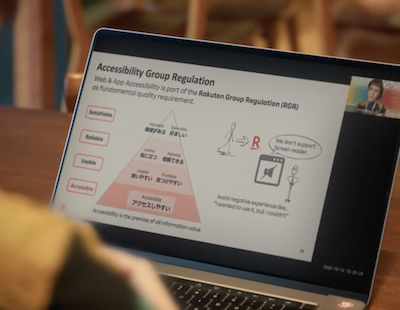 Accessibility Group Regulation
Web & App Accessibility is part of the Rakuten Group Regulation (RGR)
as fundamental quality requirement.
Satisfiable
Reliable
Usable
Accessible
Valuable
Desirable
価値がある
好ましい
Useful
役に立つ
信頼できる
Usable
Findable
使いやすい
見つけやすい
Accessible
アクセスしやすい
Accessibility is the premise of all information value
R
We don't support
Screen reader.
Avoid negative experience like,
"I wanted to use it, but I couldn't"